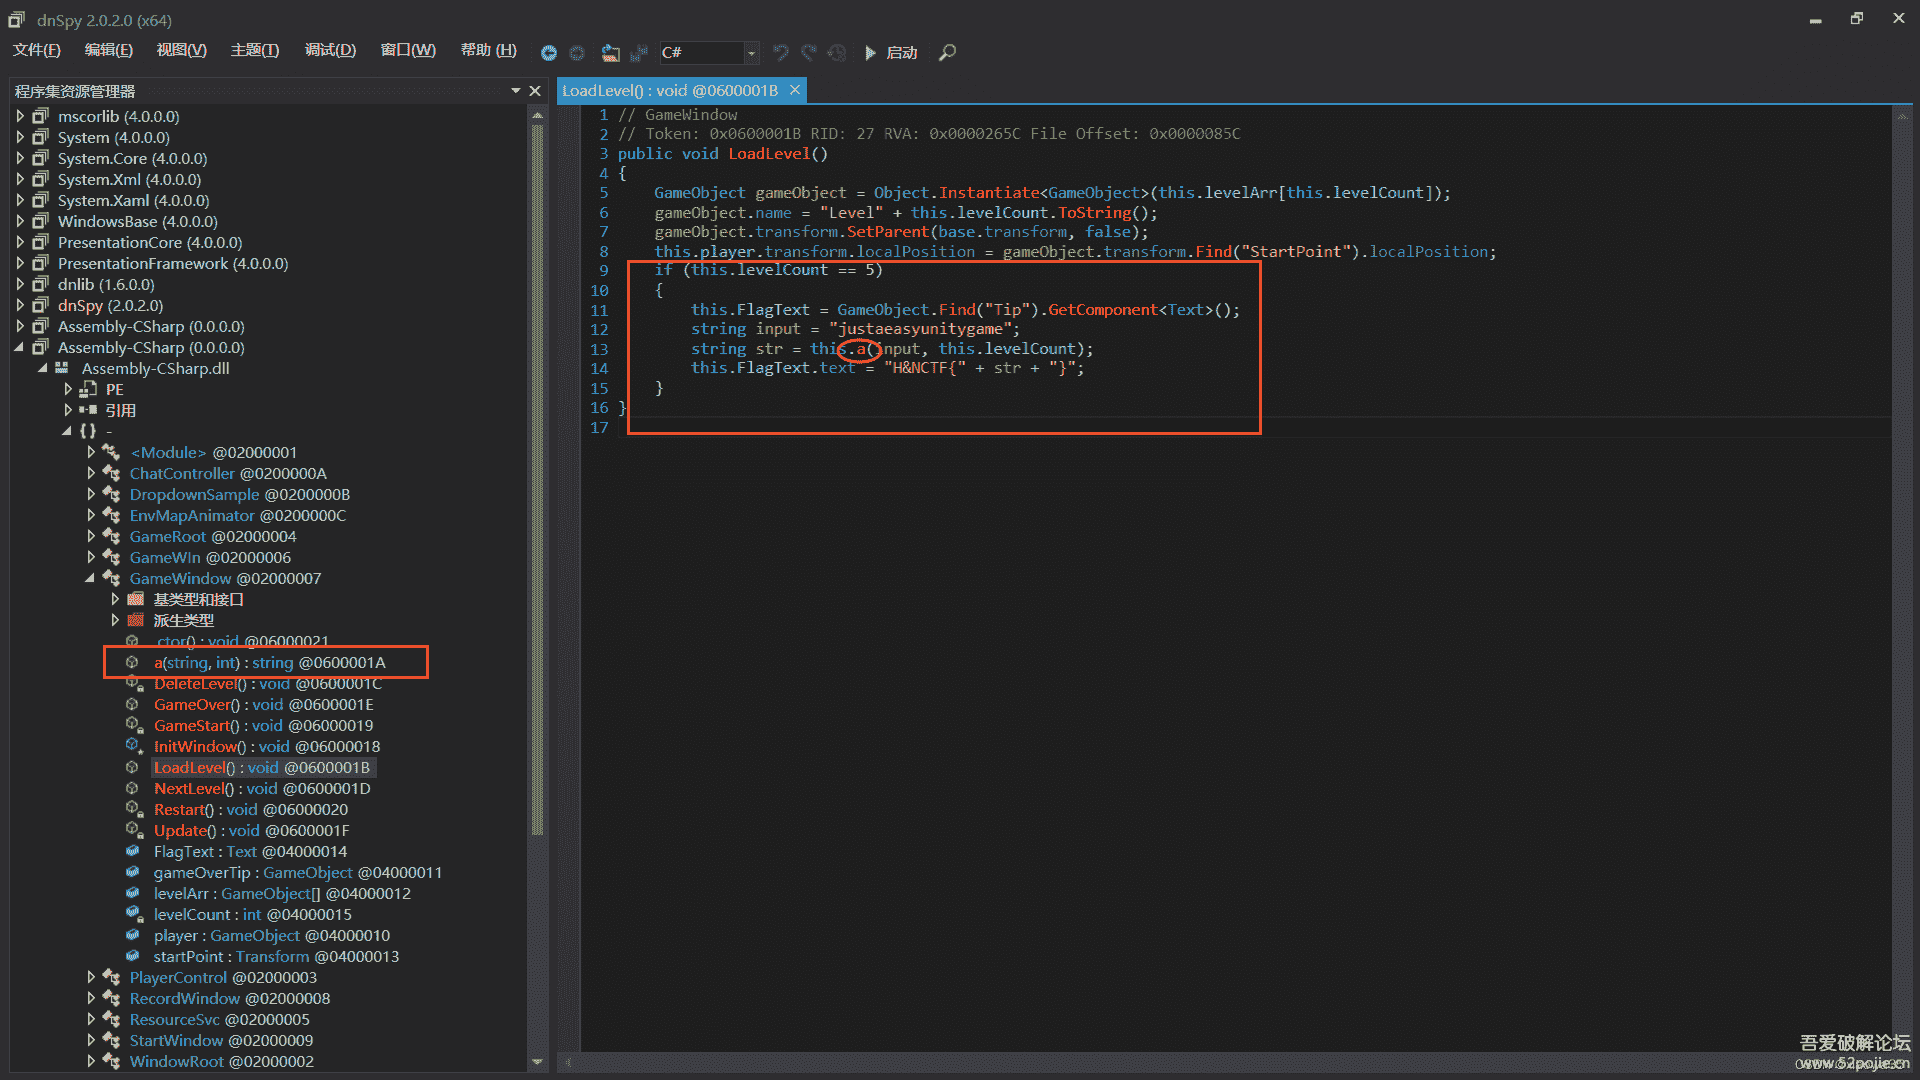 dnSpy 2.0.2.0 (x64)
文件(F) 编辑(E) 视图(V) 主题(T) 调试(D) 窗口(W) 帮助 (H) C# 启动
程序集资源管理器
mscorlib (4.0.0.0)
System (4.0.0.0)
System.Core (4.0.0.0)
System.Xml (4.0.0.0)
System.Xaml (4.0.0.0)
WindowsBase (4.0.0.0)
PresentationCore (4.0.0.0)
PresentationFramework (4.0.0.0)
dnlib (1.6.0.0)
dnSpy (2.0.2.0)
Assembly-CSharp (0.0.0.0)
Assembly-CSharp (0.0.0.0)
Assembly-CSharp.dll
PE
引用
{ } -
<Module> @02000001
ChatController @0200000A
DropdownSample @0200000B
EnvMapAnimator @0200000C
GameRoot @02000004
GameWIn @02000006
GameWindow @02000007
基类型和接口
派生类型
.ctor() : void @06000021
a(string, int) : string @0600001A
DeleteLevel() : void @0600001C
GameOver() : void @0600001E
GameStart() : void @06000019
InitWindow() : void @06000018
LoadLevel() : void @0600001B
NextLevel() : void @0600001D
Restart() : void @06000020
Update() : void @0600001F
FlagText : Text @04000014
gameOverTip : GameObject @04000011
levelArr : GameObject[] @04000012
levelCount : int @04000015
player : GameObject @04000010
startPoint : Transform @04000013
PlayerControl @02000003
RecordWindow @02000008
ResourceSvc @02000005
StartWindow @02000009
WindowRoot @02000002
LoadLevel() : void @0600001B
1 // GameWindow
2 // Token: 0x0600001B RID: 27 RVA: 0x0000265C File Offset: 0x0000085C
3 public void LoadLevel()
4 {
5 GameObject gameObject = Object.Instantiate<GameObject>(this.levelArr[this.levelCount]);
6 gameObject.name = "Level" + this.levelCount.ToString();
7 gameObject.transform.SetParent(base.transform, false);
8 this.player.transform.localPosition = gameObject.transform.Find("StartPoint").localPosition;
9 if (this.levelCount == 5)
10 {
11 this.FlagText = GameObject.Find("Tip").GetComponent<Text>();
12 string input = "justaeasyunitygame";
13 string str = this.a(input, this.levelCount);
14 this.FlagText.text = "H&NCTF{" + str + "}";
15 }
16 }
17
吾爱破解论坛
www.52pojie.cn